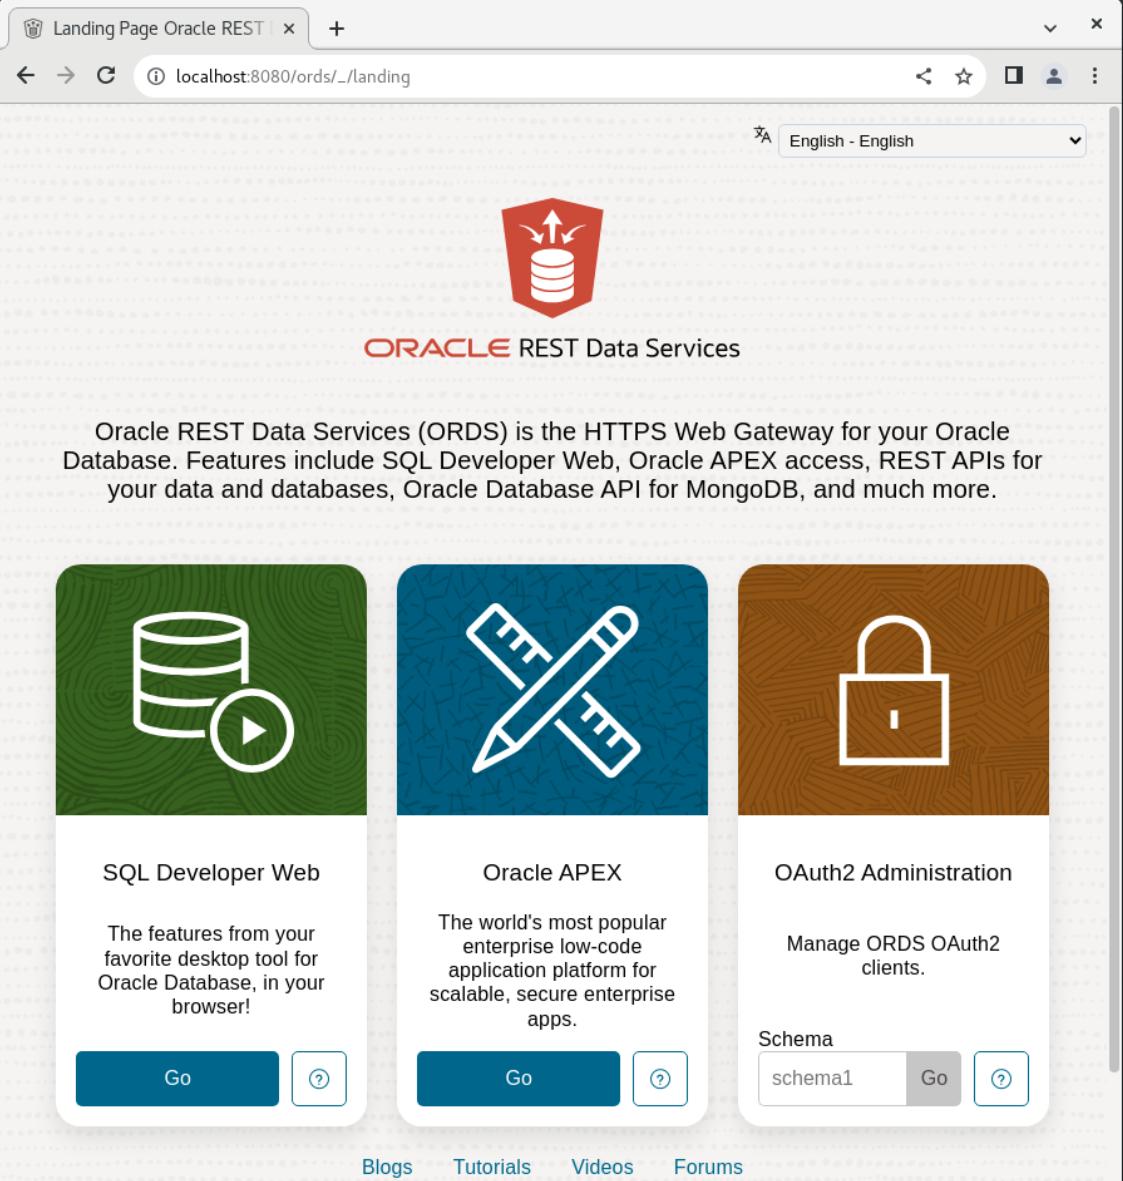 Landing Page Oracle REST
localhost:8080/ords/_/landing
English - English
ORACLE REST Data Services
Oracle REST Data Services (ORDS) is the HTTPS Web Gateway for your Oracle
Database. Features include SQL Developer Web, Oracle APEX access, REST APIs for
your data and databases, Oracle Database API for MongoDB, and much more.
SQL Developer Web
The features from your
favorite desktop tool for
Oracle Database, in your
browser!
Go
?
Oracle APEX
The world's most popular
enterprise low-code
application platform for
scalable, secure enterprise
apps.
Go
?
OAuth2 Administration
Manage ORDS OAuth2
clients.
Schema
schema1
Go
?
Blogs
Tutorials
Videos
Forums